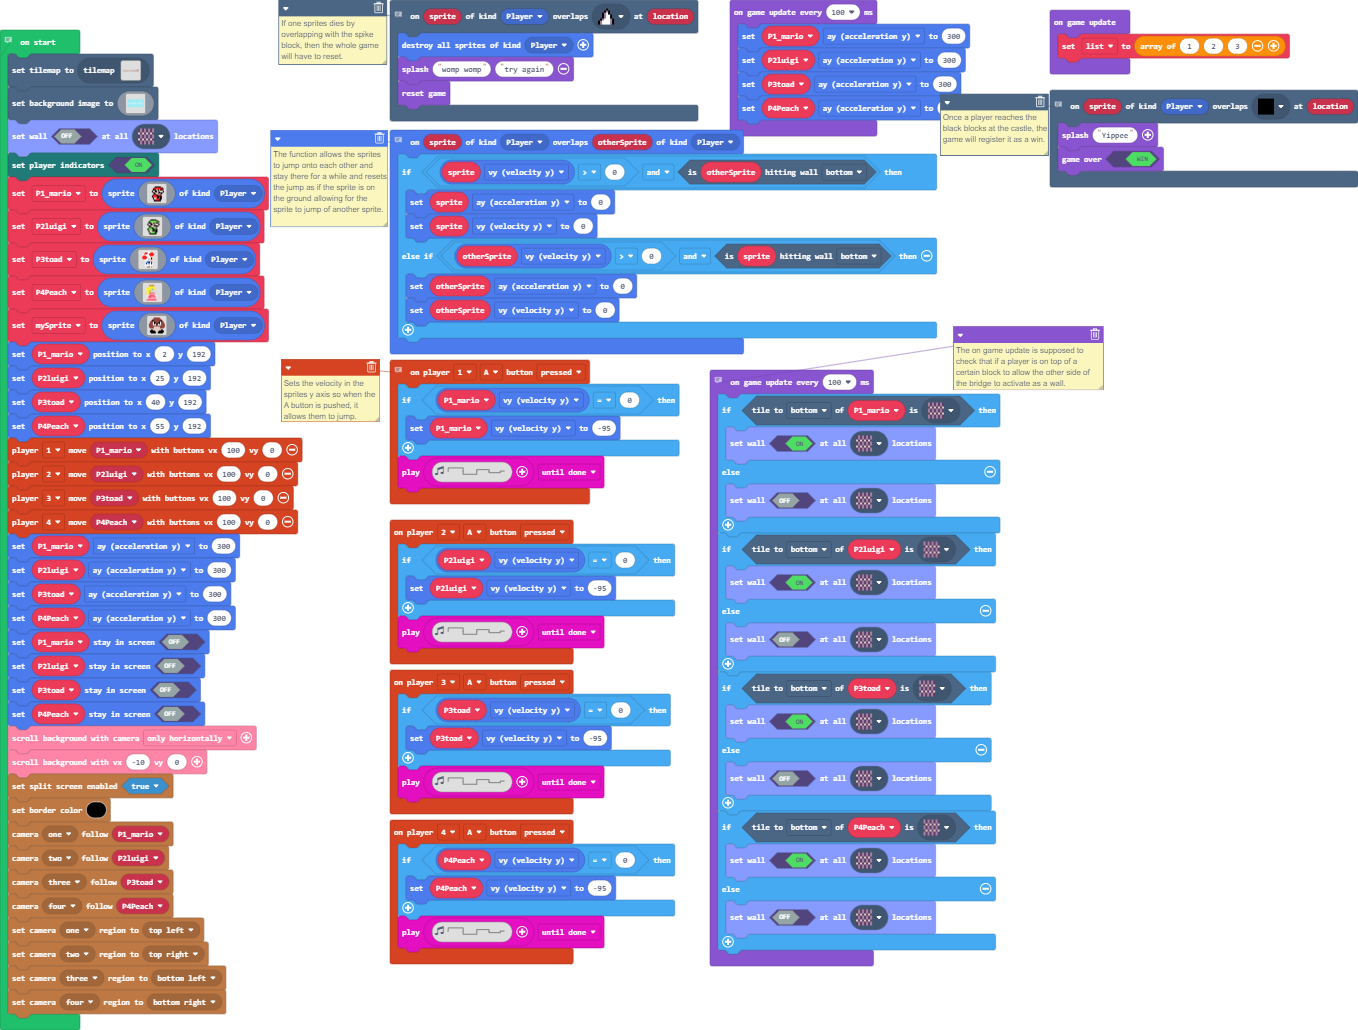 on start
set tilemap to tilemap
set background image to
set wall OFF at all locations
set player indicators ON
set P1_mario to sprite of kind Player
set P2luigi to sprite of kind Player
set P3toad to sprite of kind Player
set P4Peach to sprite of kind Player
set mySprite to sprite of kind Player
set P1_mario position to x 2 y 192
set P2luigi position to x 25 y 192
set P3toad position to x 40 y 192
set P4Peach position to x 55 y 192
player 1 move P1_mario with buttons vx 100 vy 0
player 2 move P2luigi with buttons vx 100 vy 0
player 3 move P3toad with buttons vx 100 vy 0
player 4 move P4Peach with buttons vx 100 vy 0
set P1_mario ay (acceleration y) to 300
set P2luigi ay (acceleration y) to 300
set P3toad ay (acceleration y) to 300
set P4Peach ay (acceleration y) to 300
set P1_mario stay in screen OFF
set P2luigi stay in screen OFF
set P3toad stay in screen OFF
set P4Peach stay in screen OFF
scroll background with camera only horizontally
scroll background with vx -10 vy 0
set split screen enabled true
set border color
camera one follow P1_mario
camera two follow P2luigi
camera three follow P3toad
camera four follow P4Peach
set camera one region to top left
set camera two region to top right
set camera three region to bottom left
set camera four region to bottom right
If one sprites dies by
overlapping with the spike
block, then the whole game
will have to reset.
on sprite of kind Player overlaps at location
destroy all sprites of kind Player
splash "womp womp" "try again"
reset game
The function allows the sprites
to jump onto each other and
stay there for a while and resets
the jump as if the sprite is on
the ground allowing for the
sprite to jump of another sprite.
on sprite of kind Player overlaps otherSprite of kind Player
if sprite vy (velocity y) > 0 and is otherSprite hitting wall bottom then
set sprite ay (acceleration y) to 0
set sprite vy (velocity y) to 0
else if otherSprite vy (velocity y) > 0 and is sprite hitting wall bottom then
set otherSprite ay (acceleration y) to 0
set otherSprite vy (velocity y) to 0
Sets the velocity in the
sprites y axis so when the
A button is pushed, it
allows them to jump.
on player 1 A button pressed
if P1_mario vy (velocity y) = 0 then
set P1_mario vy (velocity y) to -95
play until done
on player 2 A button pressed
if P2luigi vy (velocity y) = 0 then
set P2luigi vy (velocity y) to -95
play until done
on player 3 A button pressed
if P3toad vy (velocity y) = 0 then
set P3toad vy (velocity y) to -95
play until done
on player 4 A button pressed
if P4Peach vy (velocity y) = 0 then
set P4Peach vy (velocity y) to -95
play until done
on game update every 100 ms
set P1_mario ay (acceleration y) to 300
set P2luigi ay (acceleration y) to 300
set P3toad ay (acceleration y) to 300
set P4Peach ay (acceleration y) to
Once a player reaches the
black blocks at the castle, the
game will register it as a win.
on game update
set list to array of 1 2 3
on sprite of kind Player overlaps at location
splash "Yippee"
game over WIN
The on game update is supposed to
check that if a player is on top of a
certain block to allow the other side of
the bridge to activate as a wall.
on game update every 100 ms
if tile to bottom of P1_mario is then
set wall ON at all locations
else
set wall OFF at all locations
if tile to bottom of P2luigi is then
set wall ON at all locations
else
set wall OFF at all locations
if tile to bottom of P3toad is then
set wall ON at all locations
else
set wall OFF at all locations
if tile to bottom of P4Peach is then
set wall ON at all locations
else
set wall OFF at all locations